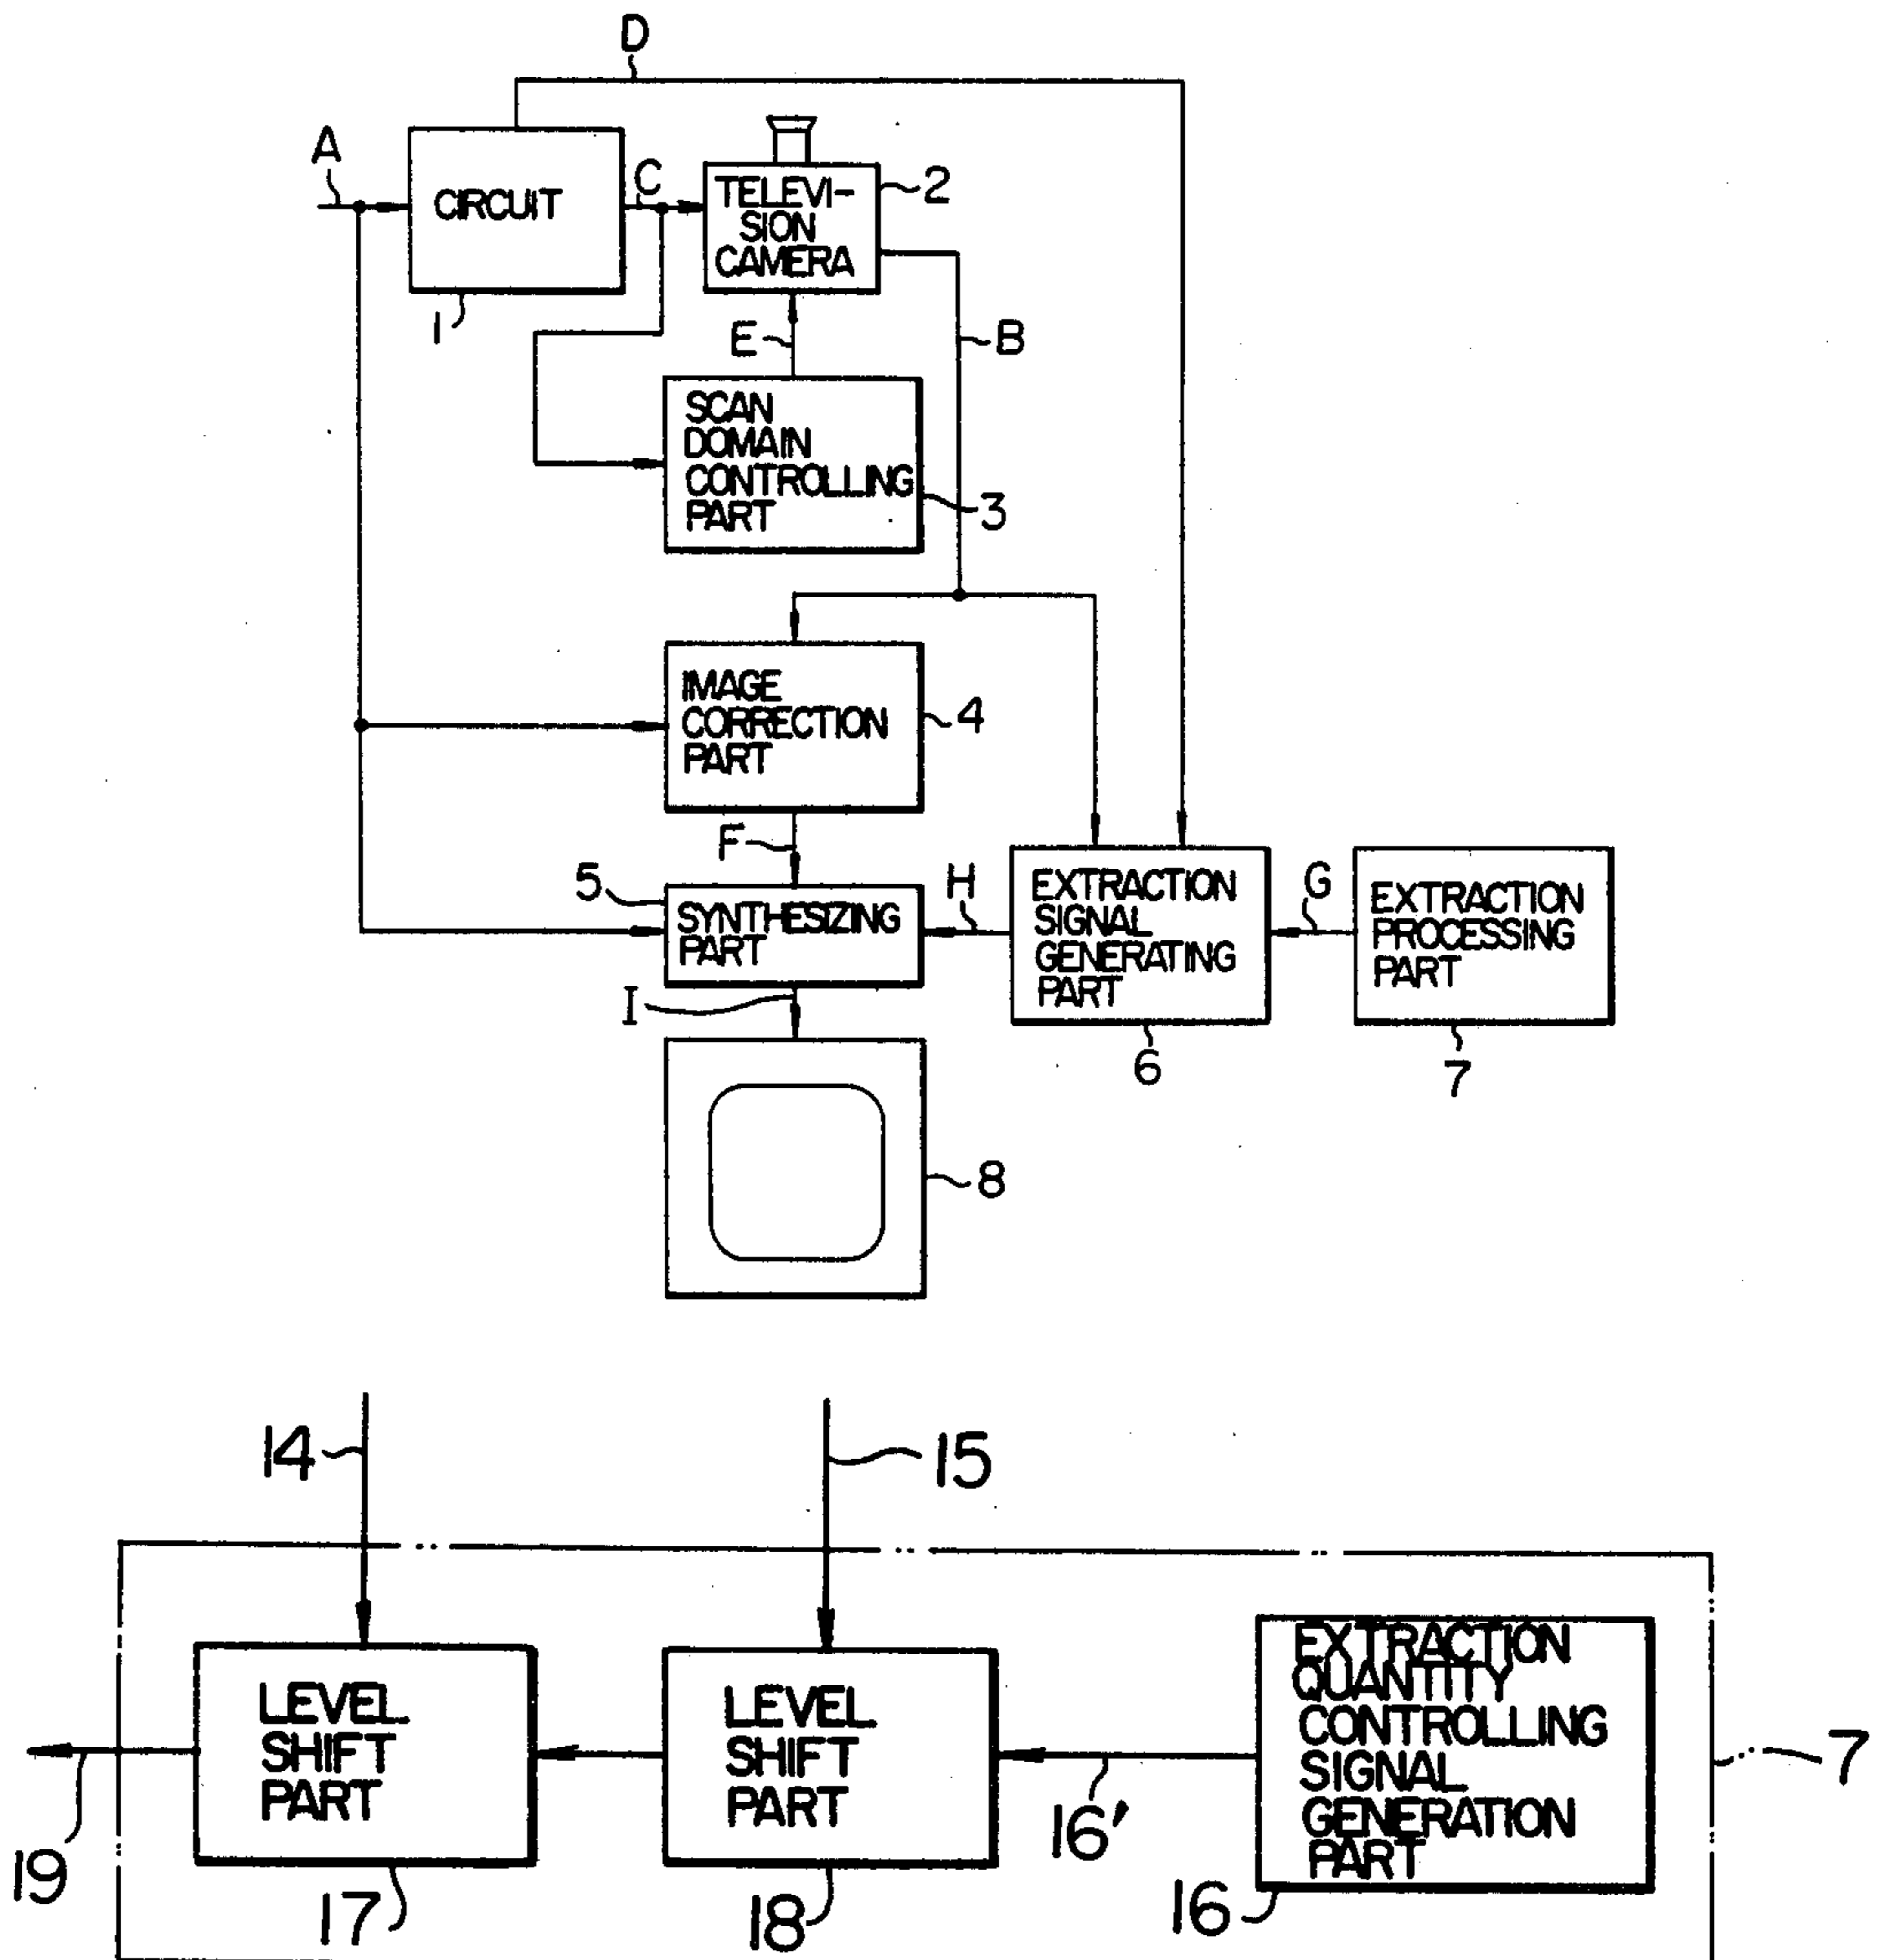 D
A
CIRCUIT
C
TELEVI-
SION
CAMERA
2
1
E
B
SCAN
DOMAIN
CONTROLLING
PART
3
IMAGE
CORRECTION
PART
4
F
5
SYNTHESIZING
PART
H
EXTRACTION
SIGNAL
GENERATING
PART
G
EXTRACTION
PROCESSING
PART
I
6
7
8
14
15
LEVEL
SHIFT
PART
LEVEL
SHIFT
PART
EXTRACTION
QUANTITY
CONTROLLING
SIGNAL
GENERATION
PART
7
16'
19
17
18
16